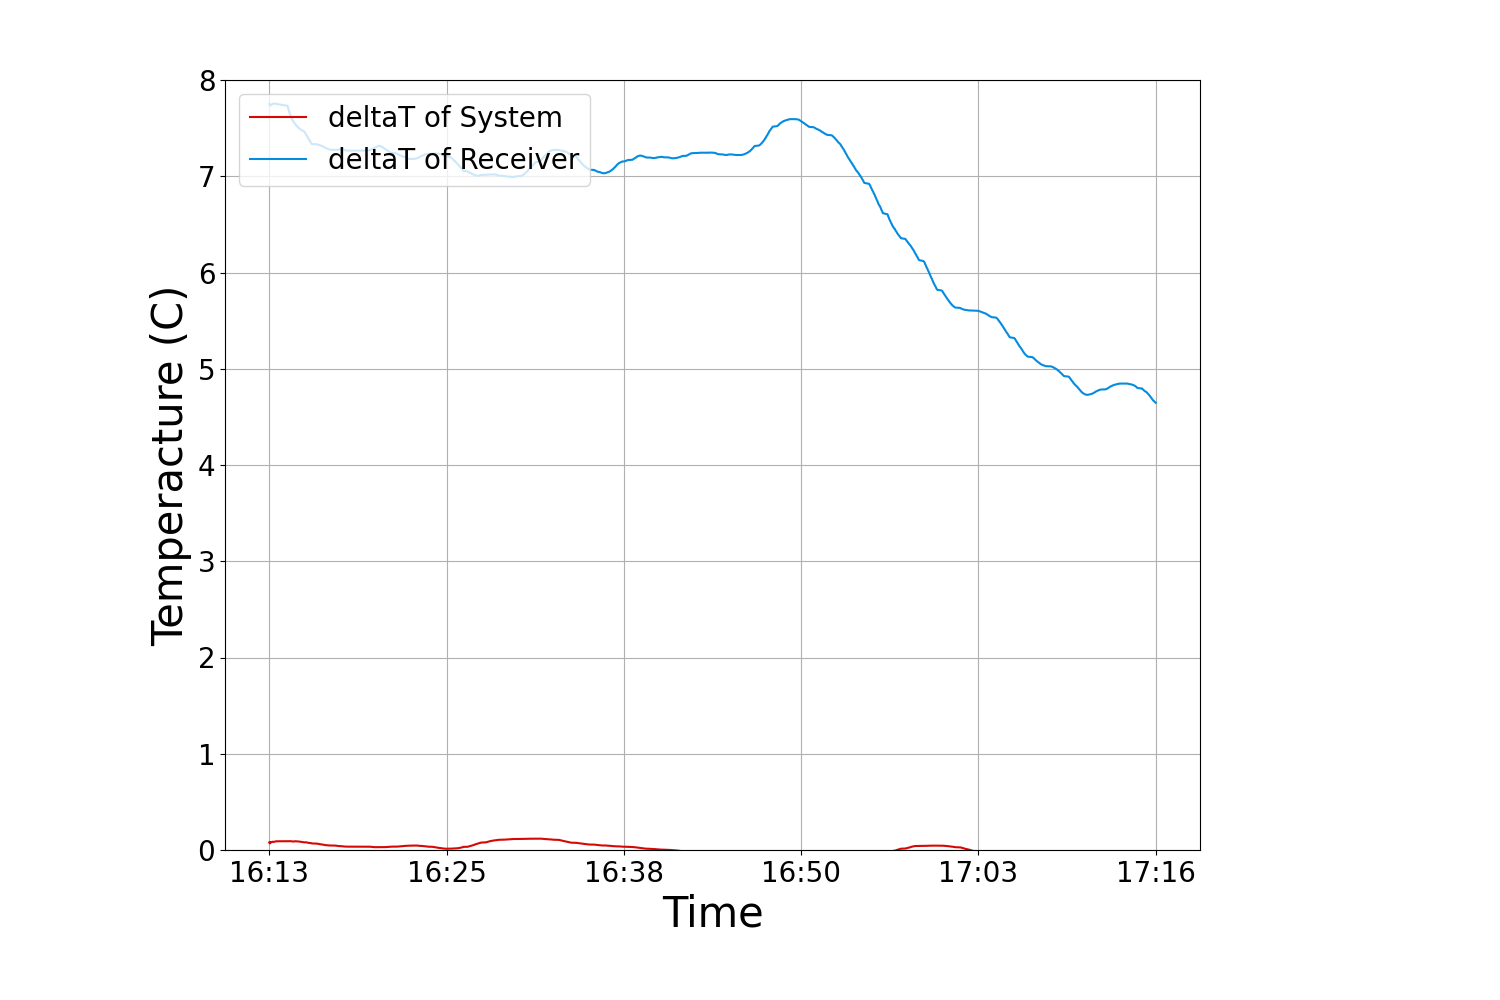 deltaT of System
deltaT of Receiver
8
7
6
5
4
3
2
1
0
Temperacture (C)
16:13 16:25 16:38 16:50 17:03 17:16
Time